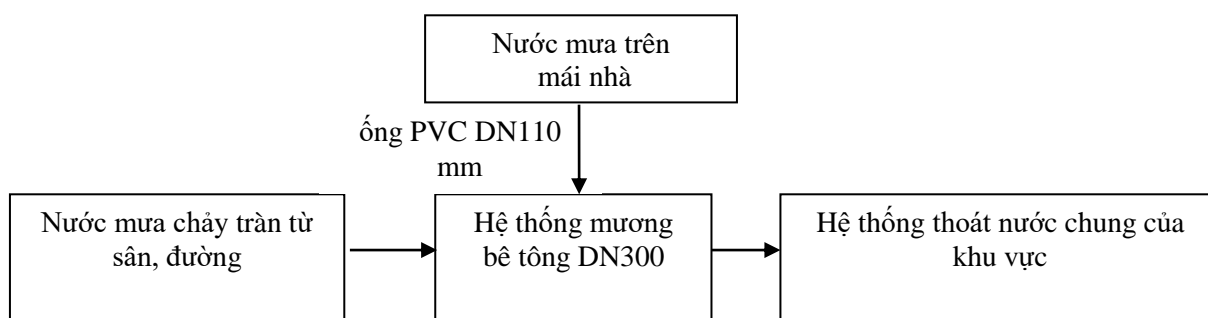 Nước mưa trên
mái nhà
ống PVC DN110
mm
Nước mưa chảy tràn từ
sân, đường
Hệ thống mương
bê tông DN300
Hệ thống thoát nước chung của
khu vực